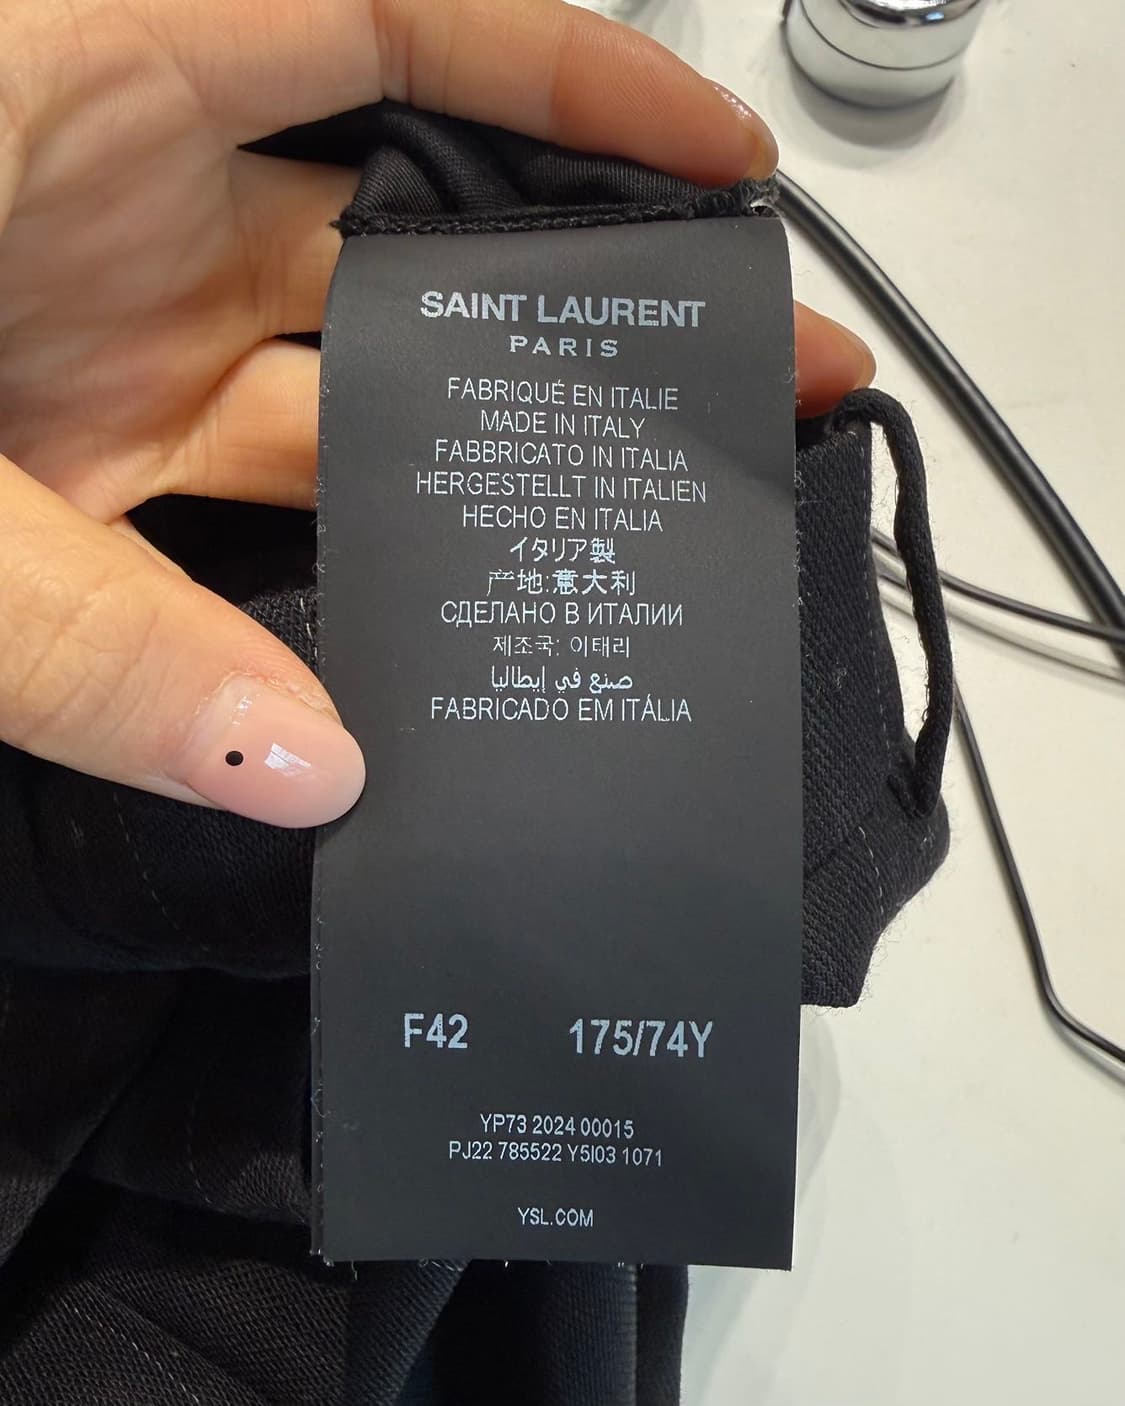 SAINT LAURENT
PARIS
FABRIQUÉ EN ITALIE
MADE IN ITALY
FABBRICATO IN ITALIA
HERGESTELLT IN ITALIEN
HECHO EN ITALIA
イタリア製
产地:意大利
СДЕЛАНО В ИТАЛИИ
제조국: 이태리
صنع في إيطاليا
FABRICADO EM ITÁLIA
F42 175/74Y
YP73 2024 00015
PJ22 785522 Y5I03 1071
YSL.COM